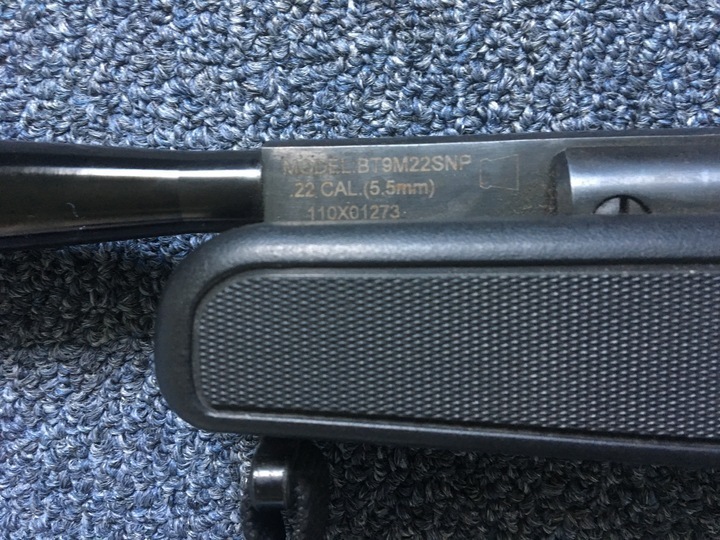 MODEL:BT9M22SNP
.22 CAL.(5.5mm)
110X01273